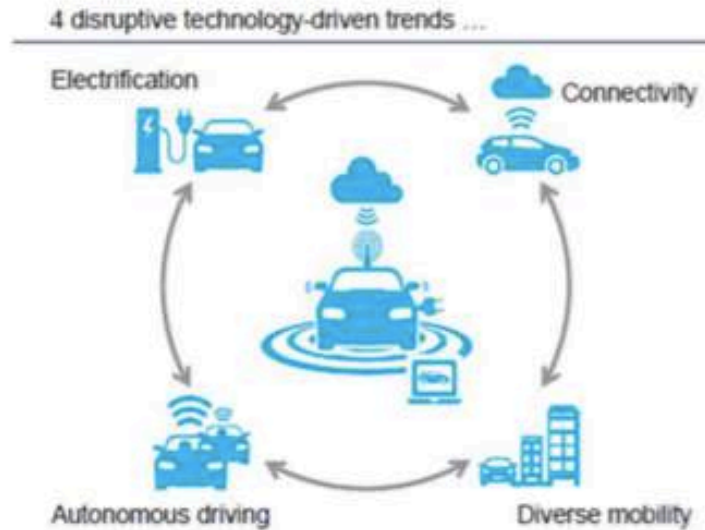 4 disruptive technology-driven trends ...
Electrification
Connectivity
Autonomous driving
Diverse mobility